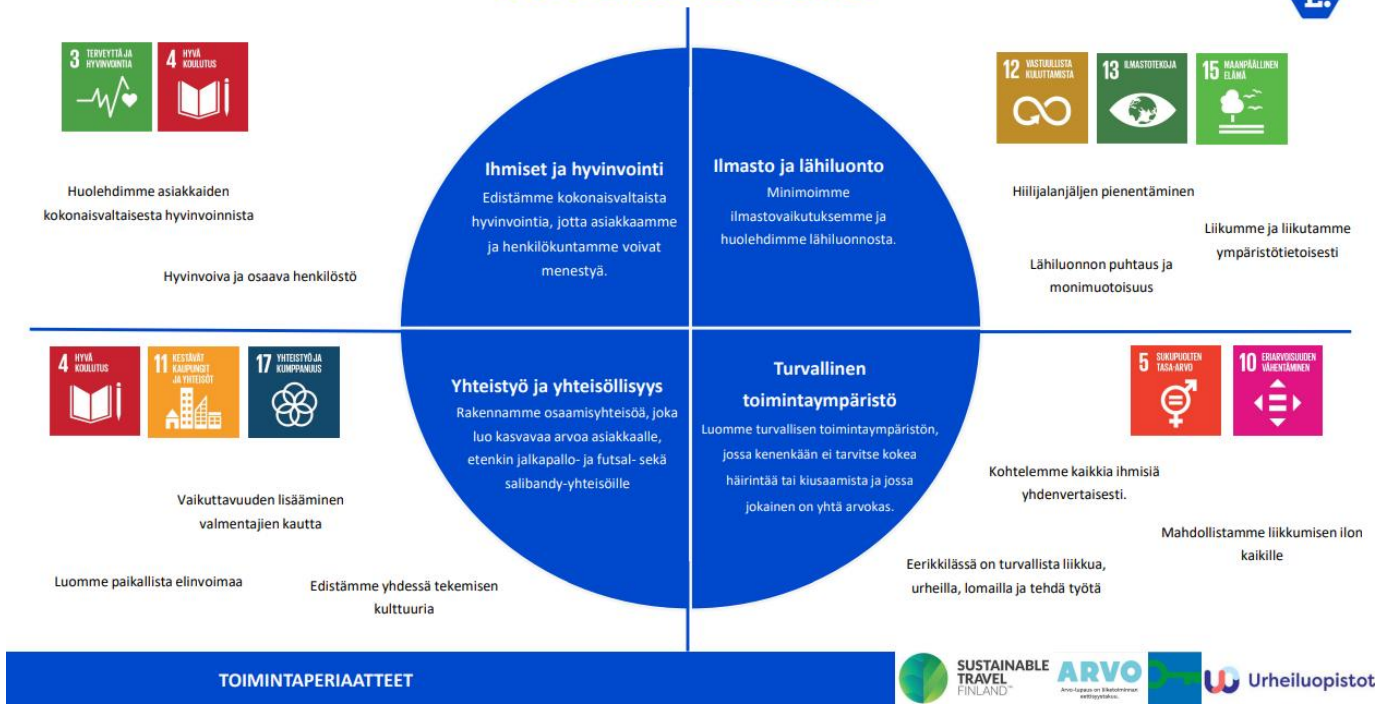 3 TERVEYTTÄ JA
HYVINVOINTIA
4 HYVÄ
KOULUTUS
Huolehdimme asiakkaiden
kokonaisvaltaisesta hyvinvoinnista
Hyvinvoiva ja osaava henkilöstö
Ihmiset ja hyvinvointi
Edistämme kokonaisvaltaista
hyvinvointia, jotta asiakkaamme
ja henkilökuntamme voivat
menestyä.
Ilmasto ja lähiluonto
Minimoimme
ilmastovaikutuksemme ja
huolehdimme lähiluonnosta.
12 VASTUULLISTA
KULUTTAMISTA
13 ILMASTOTEKOJA
15 MAANPÄÄLLINEN
ELÄMÄ
Hiilijalanjäljen pienentäminen
Liikumme ja liikutamme
ympäristötietoisesti
Lähiluonnon puhtaus ja
monimuotoisuus
4 HYVÄ
KOULUTUS
11 KESTÄVÄT
KAUPUNGIT
JA YHTEISÖT
17 YHTEISTYÖ JA
KUMPPANUUS
Vaikuttavuuden lisääminen
valmentajien kautta
Luomme paikallista elinvoimaa
Edistämme yhdessä tekemisen
kulttuuria
Yhteistyö ja yhteisöllisyys
Rakennamme osaamisyhteisöä, joka
luo kasvavaa arvoa asiakkaalle,
etenkin jalkapallo- ja futsal- sekä
salibandy-yhteisöille
Turvallinen
toimintaympäristö
Luomme turvallisen toimintaympäristön,
jossa kenenkään ei tarvitse kokea
häirintää tai kiusaamista ja jossa
jokainen on yhtä arvokas.
5 SUKUPUOLTEN
TASA-ARVO
10 ERIARVOISUUDEN
VÄHENTÄMINEN
Kohtelemme kaikkia ihmisiä
yhdenvertaisesti.
Mahdollistamme liikkumisen ilon
kaikille
Eerikkilässä on turvallista liikkua,
urheilla, lomailla ja tehdä työtä
TOIMINTAPERIAATTEET
SUSTAINABLE
TRAVEL
FINLAND™
ARVO
Arvo-lupaus on liiketoiminnan
eettisyystakuu.
Urheiluopistot